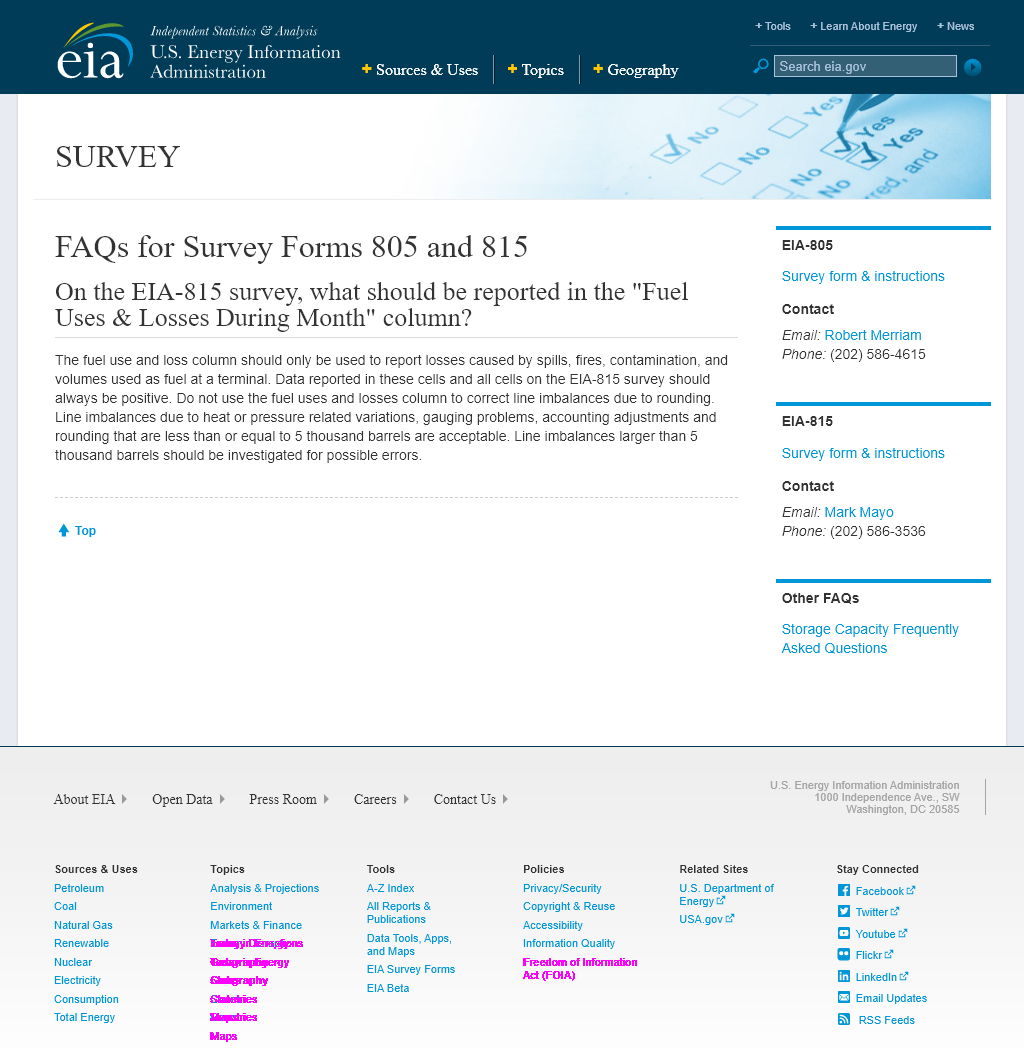 + Tools + Learn About Energy + News
Independent Statistics & Analysis
U.S. Energy Information
Administration
eia
+ Sources & Uses + Topics + Geography
Search eia.gov
No
Yes
Yes
Yes
No
No
No
red, and
SURVEY
FAQs for Survey Forms 805 and 815
On the EIA-815 survey, what should be reported in the "Fuel
Uses & Losses During Month" column?
The fuel use and loss column should only be used to report losses caused by spills, fires, contamination, and
volumes used as fuel at a terminal. Data reported in these cells and all cells on the EIA-815 survey should
always be positive. Do not use the fuel uses and losses column to correct line imbalances due to rounding.
Line imbalances due to heat or pressure related variations, gauging problems, accounting adjustments and
rounding that are less than or equal to 5 thousand barrels are acceptable. Line imbalances larger than 5
thousand barrels should be investigated for possible errors.
Top
EIA-805
Survey form & instructions
Contact
Email: Robert Merriam
Phone: (202) 586-4615
EIA-815
Survey form & instructions
Contact
Email: Mark Mayo
Phone: (202) 586-3536
Other FAQs
Storage Capacity Frequently
Asked Questions
About EIA Open Data Press Room Careers Contact Us
U.S. Energy Information Administration
1000 Independence Ave., SW
Washington, DC 20585
Sources & Uses
Petroleum
Coal
Natural Gas
Renewable
Nuclear
Electricity
Consumption
Total Energy
Topics
Analysis & Projections
Environment
Markets & Finance
Geography
Maps
Tools
A-Z Index
All Reports &
Publications
Data Tools, Apps,
and Maps
EIA Survey Forms
EIA Beta
Policies
Privacy/Security
Copyright & Reuse
Accessibility
Information Quality
Freedom of Information
Act (FOIA)
Related Sites
U.S. Department of
Energy
USA.gov
Stay Connected
Facebook
Twitter
Youtube
Flickr
LinkedIn
Email Updates
RSS Feeds